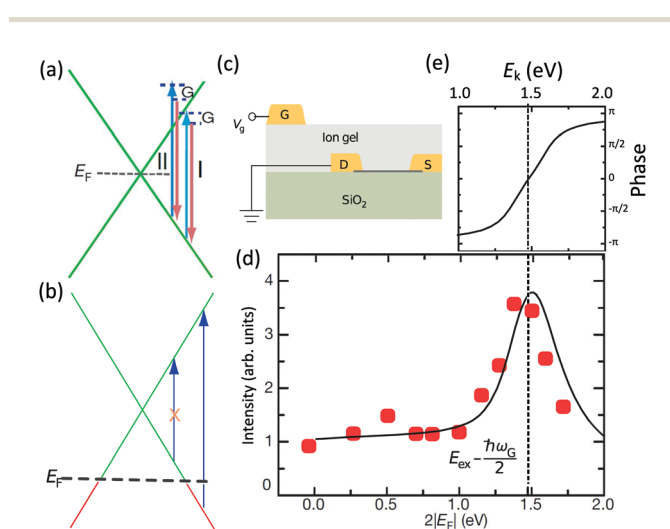 (a)
G
G
II
I
E_F
(b)
X
E_F
(c)
G
V_g
Ion gel
D
S
SiO₂
(e)
E_k (eV)
1.0 1.5 2.0
π
π/2
0
-π/2
-π
Phase
(d)
Intensity (arb. units)
4
3
2
1
0
E_ex - ħω_G/2
0.0 0.5 1.0 1.5 2.0
2|E_F| (eV)